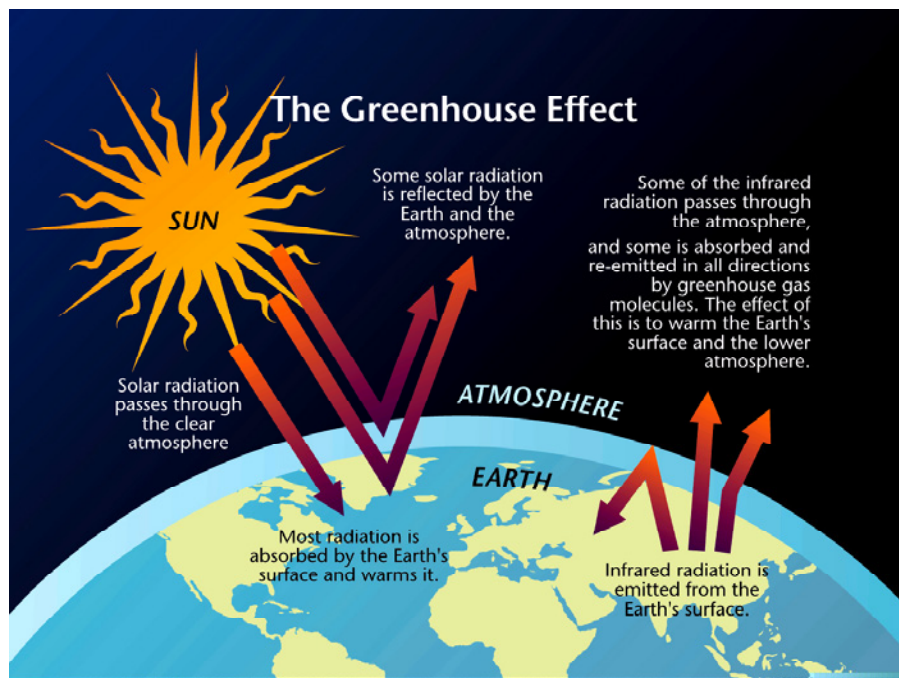 The Greenhouse Effect
SUN
Some solar radiation
is reflected by the
Earth and the
atmosphere.
Some of the infrared
radiation passes through
the atmosphere,
and some is absorbed and
re-emitted in all directions
by greenhouse gas
molecules. The effect of
this is to warm the Earth's
surface and the lower
atmosphere.
Solar radiation
passes through
the clear
atmosphere
ATMOSPHERE
EARTH
Most radiation is
absorbed by the Earth's
surface and warms it.
Infrared radiation is
emitted from the
Earth's surface.